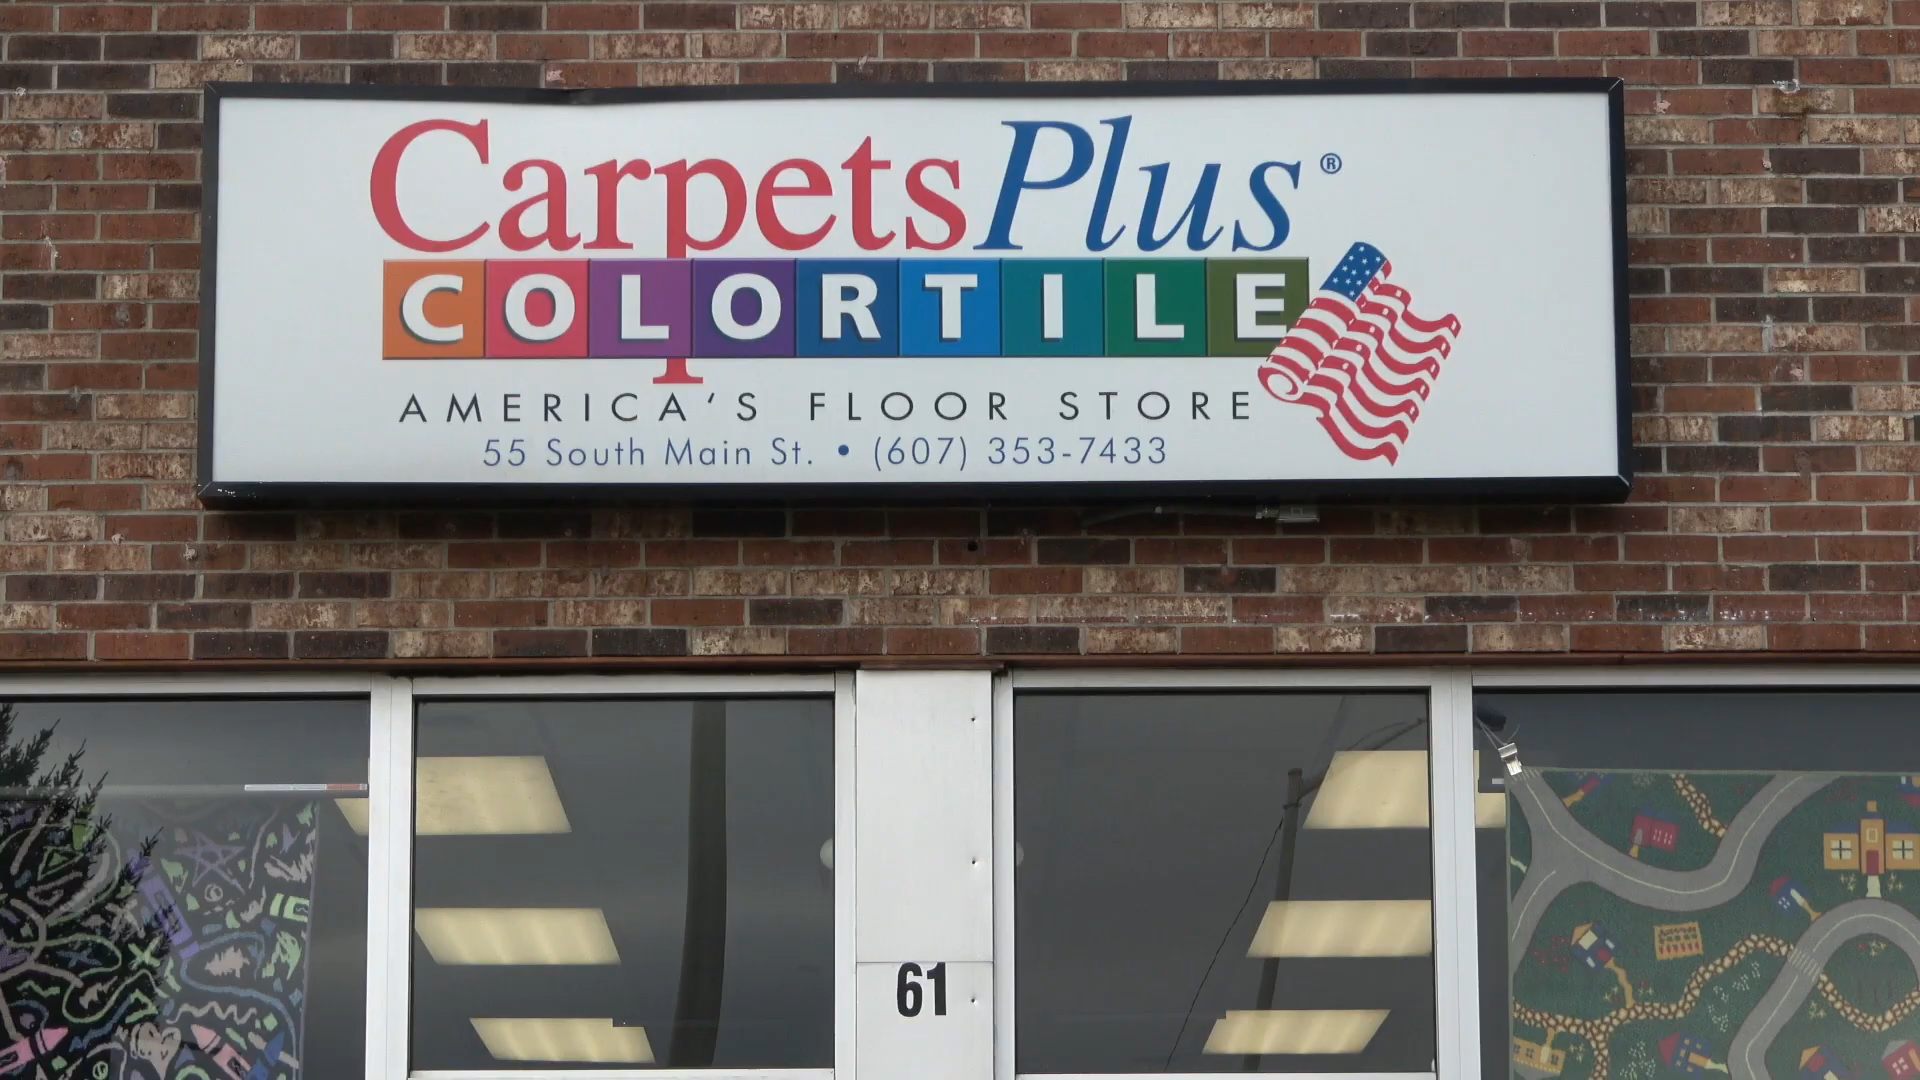 CarpetsPlus®
COLORTILE
AMERICA'S FLOOR STORE
55 South Main St. • (607) 353-7433
61